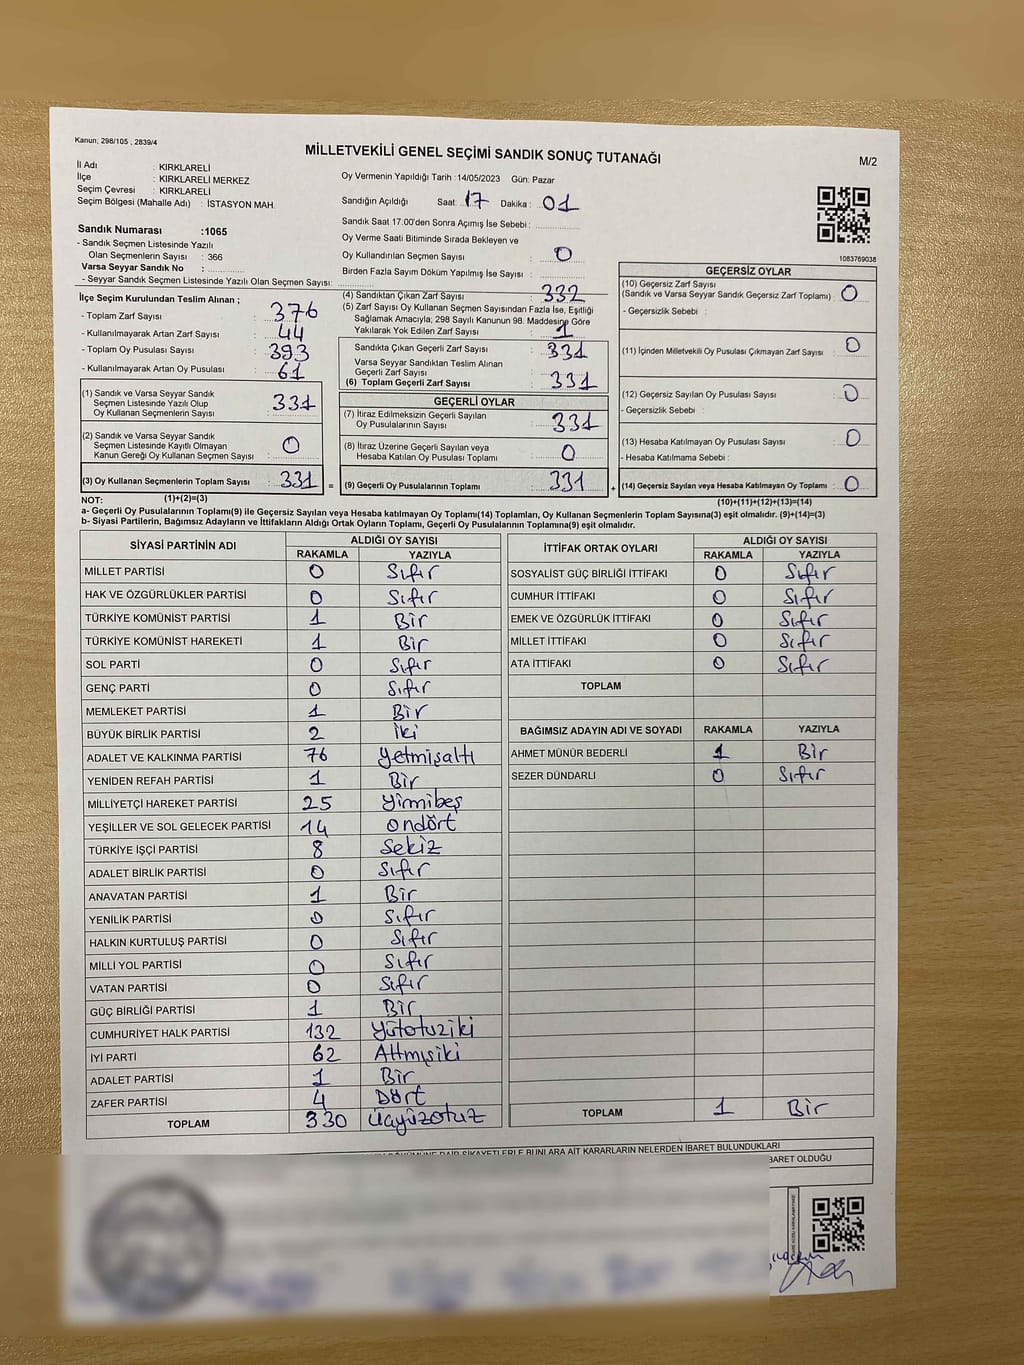 Kanun; 298/105 , 2839/4
MİLLETVEKİLİ GENEL SEÇİMİ SANDIK SONUÇ TUTANAĞI
M/2
İl Adı : KIRKLARELİ
İlçe : KIRKLARELİ MERKEZ
Seçim Çevresi : KIRKLARELİ
Seçim Bölgesi (Mahalle Adı) : İSTASYON MAH.
Oy Vermenin Yapıldığı Tarih :14/05/2023 Gün: Pazar
Sandığın Açıldığı Saat: 17 Dakika : 01
Sandık Saat 17.00'den Sonra Açımış İse Sebebi :
Oy Verme Saati Bitiminde Sırada Bekleyen ve
Oy Kullandırılan Seçmen Sayısı : 0
Birden Fazla Sayım Döküm Yapılmış İse Sayısı :
1083769038
Sandık Numarası :1065
- Sandık Seçmen Listesinde Yazılı
Olan Seçmenlerin Sayısı : 366
Varsa Seyyar Sandık No :
- Seyyar Sandık Seçmen Listesinde Yazılı Olan Seçmen Sayısı:
İlçe Seçim Kurulundan Teslim Alınan ;
- Toplam Zarf Sayısı : 376
- Kullanılmayarak Artan Zarf Sayısı : 44
- Toplam Oy Pusulası Sayısı : 393
- Kullanılmayarak Artan Oy Pusulası : 61
(1) Sandık ve Varsa Seyyar Sandık
Seçmen Listesinde Yazılı Olup
Oy Kullanan Seçmenlerin Sayısı : 331
(2) Sandık ve Varsa Seyyar Sandık
Seçmen Listesinde Kayıtlı Olmayan
Kanun Gereği Oy Kullanan Seçmen Sayısı : 0
(3) Oy Kullanan Seçmenlerin Toplam Sayısı : 331 =
(1)+(2)=(3)
(4) Sandıktan Çıkan Zarf Sayısı : 332
(5) Zarf Sayısı Oy Kullanan Seçmen Sayısından Fazla İse, Eşitliği
Sağlamak Amacıyla; 298 Sayılı Kanunun 98. Maddesine Göre
Yakılarak Yok Edilen Zarf Sayısı : 1
Sandıkta Çıkan Geçerli Zarf Sayısı : 331
Varsa Seyyar Sandıktan Teslim Alınan
Geçerli Zarf Sayısı :
(6) Toplam Geçerli Zarf Sayısı : 331
GEÇERLİ OYLAR
(7) İtiraz Edilmeksizin Geçerli Sayılan
Oy Pusulalarının Sayısı : 331
(8) İtiraz Üzerine Geçerli Sayılan veya
Hesaba Katılan Oy Pusulası Toplamı : 0
(9) Geçerli Oy Pusulalarının Toplamı : 331 +
GEÇERSİZ OYLAR
(10) Geçersiz Zarf Sayısı
(Sandık ve Varsa Seyyar Sandık Geçersiz Zarf Toplamı) : 0
- Geçersizlik Sebebi :
(11) İçinden Milletvekili Oy Pusulası Çıkmayan Zarf Sayısı : 0
(12) Geçersiz Sayılan Oy Pusulası Sayısı : 0
- Geçersizlik Sebebi :
(13) Hesaba Katılmayan Oy Pusulası Sayısı : 0
- Hesaba Katılmama Sebebi :
(14) Geçersiz Sayılan veya Hesaba Katılmayan Oy Toplamı : 0
(10)+(11)+(12)+(13)=(14)
NOT:
a- Geçerli Oy Pusulalarının Toplamı(9) ile Geçersiz Sayılan veya Hesaba Katılmayan Oy Toplamı(14) Toplamları, Oy Kullanan Seçmenlerin Toplam Sayısına(3) eşit olmalıdır. (9)+(14)=(3)
b- Siyasi Partilerin, Bağımsız Adayların ve İttifakların Aldığı Ortak Oyların Toplamı, Geçerli Oy Pusulalarının Toplamına(9) eşit olmalıdır.
SİYASİ PARTİNİN ADI ALDIĞI OY SAYISI
RAKAMLA YAZIYLA
MİLLET PARTİSİ 0 Sıfır
HAK VE ÖZGÜRLÜKLER PARTİSİ 0 Sıfır
TÜRKİYE KOMÜNİST PARTİSİ 1 Bir
TÜRKİYE KOMÜNİST HAREKETİ 1 Bir
SOL PARTİ 0 Sıfır
GENÇ PARTİ 0 Sıfır
MEMLEKET PARTİSİ 1 Bir
BÜYÜK BİRLİK PARTİSİ 2 İki
ADALET VE KALKINMA PARTİSİ 76 Yetmişaltı
YENİDEN REFAH PARTİSİ 1 Bir
MİLLİYETÇİ HAREKET PARTİSİ 25 Yirmibeş
YEŞİLLER VE SOL GELECEK PARTİSİ 14 ondört
TÜRKİYE İŞÇİ PARTİSİ 8 Sekiz
ADALET BİRLİK PARTİSİ 0 Sıfır
ANAVATAN PARTİSİ 1 Bir
YENİLİK PARTİSİ 0 Sıfır
HALKIN KURTULUŞ PARTİSİ 0 Sıfır
MİLLİ YOL PARTİSİ 0 Sıfır
VATAN PARTİSİ 0 Sıfır
GÜÇ BİRLİĞİ PARTİSİ 1 Bir
CUMHURİYET HALK PARTİSİ 132 Yüzotuziki
İYİ PARTİ 62 Altmışiki
ADALET PARTİSİ 1 Bir
ZAFER PARTİSİ 4 Dört
TOPLAM 330 Üçyüzotuz
İTTİFAK ORTAK OYLARI ALDIĞI OY SAYISI
RAKAMLA YAZIYLA
SOSYALİST GÜÇ BİRLİĞİ İTTİFAKI 0 Sıfır
CUMHUR İTTİFAKI 0 Sıfır
EMEK VE ÖZGÜRLÜK İTTİFAKI 0 Sıfır
MİLLET İTTİFAKI 0 Sıfır
ATA İTTİFAKI 0 Sıfır
TOPLAM
BAĞIMSIZ ADAYIN ADI VE SOYADI RAKAMLA YAZIYLA
AHMET MÜNÜR BEDERLİ 1 Bir
SEZER DÜNDARLI 0 Sıfır
TOPLAM 1 Bir
ŞİKAYETLERLE BUNLARA AİT KARARLARIN NELERDEN İBARET BULUNDUKLARI
BARET OLDUĞU